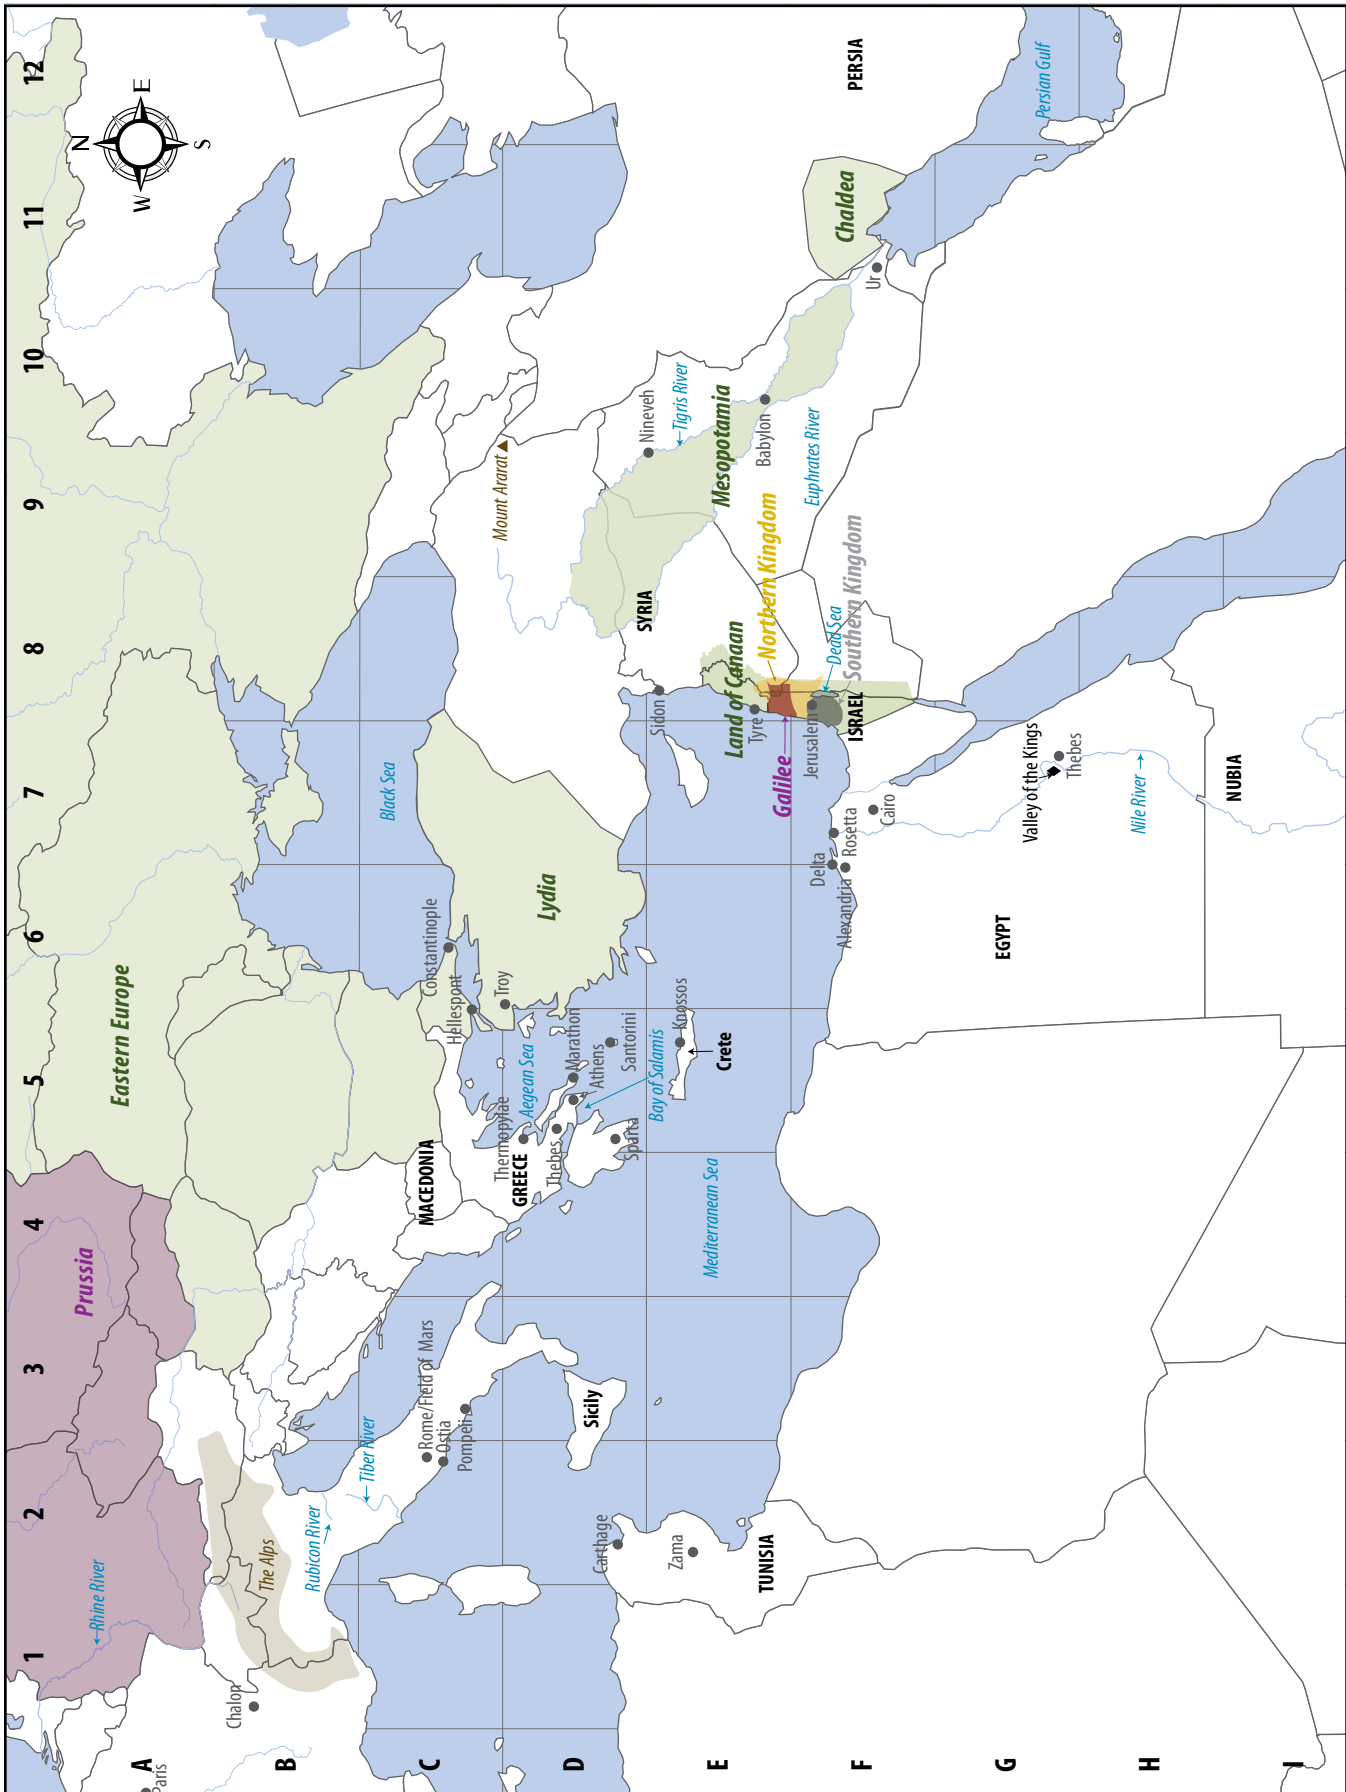 1
2
3
4
5
6
7
8
9
10
11
12
A
B
C
D
E
F
G
H
I
N
E
S
W
Paris
Chalon
Rhine River
Prussia
Eastern Europe
The Alps
Rubicon River
Tiber River
Rome/Field of Mars
Ostia
Pompeii
Sicily
Carthage
Zama
TUNISIA
MACEDONIA
GREECE
Thermopylae
Thebes
Sparta
Athens
Marathon
Santorini
Aegean Sea
Bay of Salamis
Knossos
Crete
Mediterranean Sea
Hellespont
Constantinople
Troy
Lydia
Black Sea
Mount Ararat
SYRIA
Sidon
Land of Canaan
Tyre
Galilee
Jerusalem
ISRAEL
Northern Kingdom
Southern Kingdom
Dead Sea
Nineveh
Tigris River
Mesopotamia
Babylon
Euphrates River
Ur
Chaldea
PERSIA
Persian Gulf
Delta
Rosetta
Alexandria
Cairo
EGYPT
Valley of the Kings
Thebes
Nile River
NUBIA